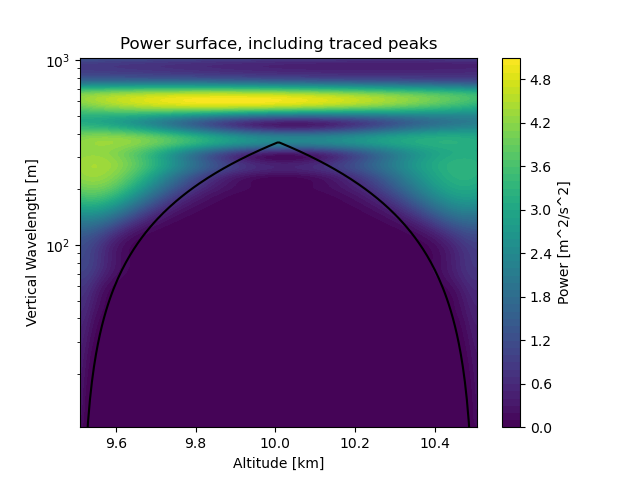 Power surface, including traced peaks
10^3
10^2
Vertical Wavelength [m]
9.6 9.8 10.0 10.2 10.4
Altitude [km]
4.8
4.2
3.6
3.0
2.4
1.8
1.2
0.6
0.0
Power [m^2/s^2]